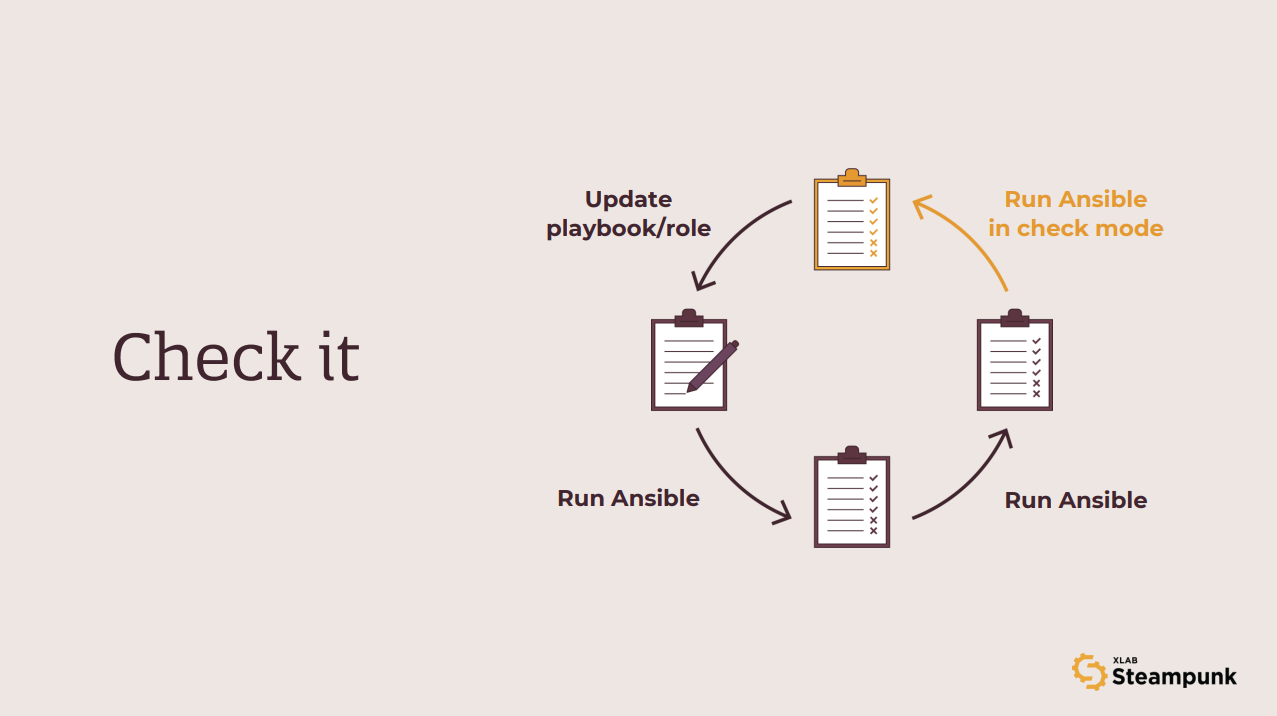 Check it
Update
playbook/role
Run Ansible
in check mode
Run Ansible
Run Ansible
XLAB
Steampunk